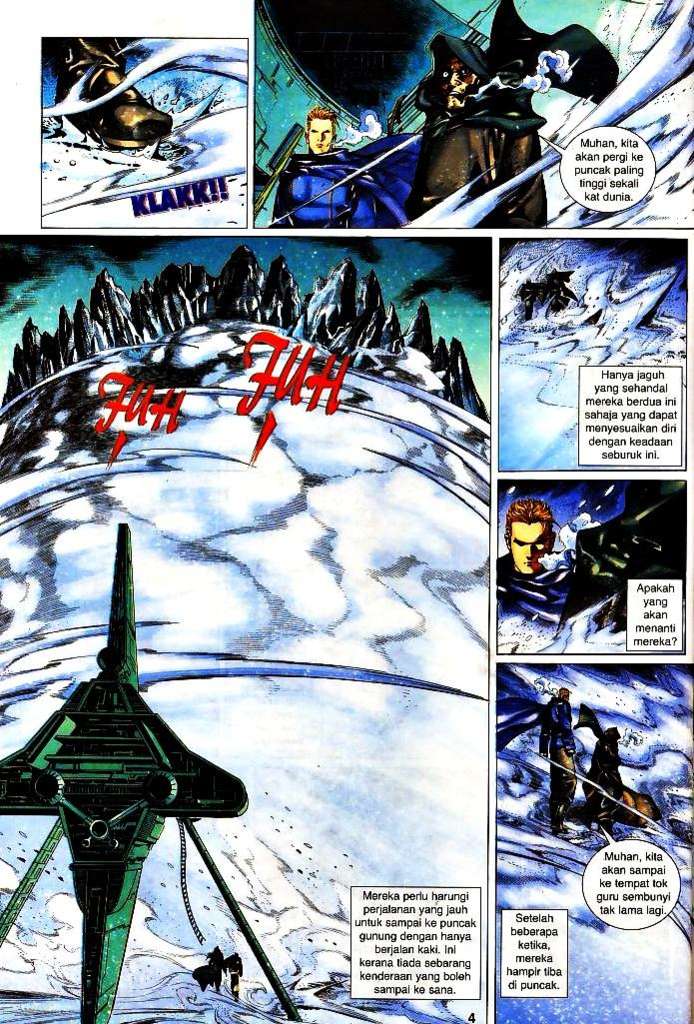 KLAKK!!
Muhan, kita
akan pergi ke
puncak paling
tinggi sekali
kat dunia.
FUH
!
FUH
!
Mereka perlu harungi
perjalanan yang jauh
untuk sampai ke puncak
gunung dengan hanya
berjalan kaki. Ini
kerana tiada sebarang
kenderaan yang boleh
sampai ke sana.
Hanya jaguh
yang sehandal
mereka berdua ini
sahaja yang dapat
menyesuaikan diri
dengan keadaan
seburuk ini.
Apakah
yang
akan
menanti
mereka?
Muhan, kita
akan sampai
ke tempat tok
guru sembunyi
tak lama lagi.
Setelah
beberapa
ketika,
mereka
hampir tiba
di puncak.
4